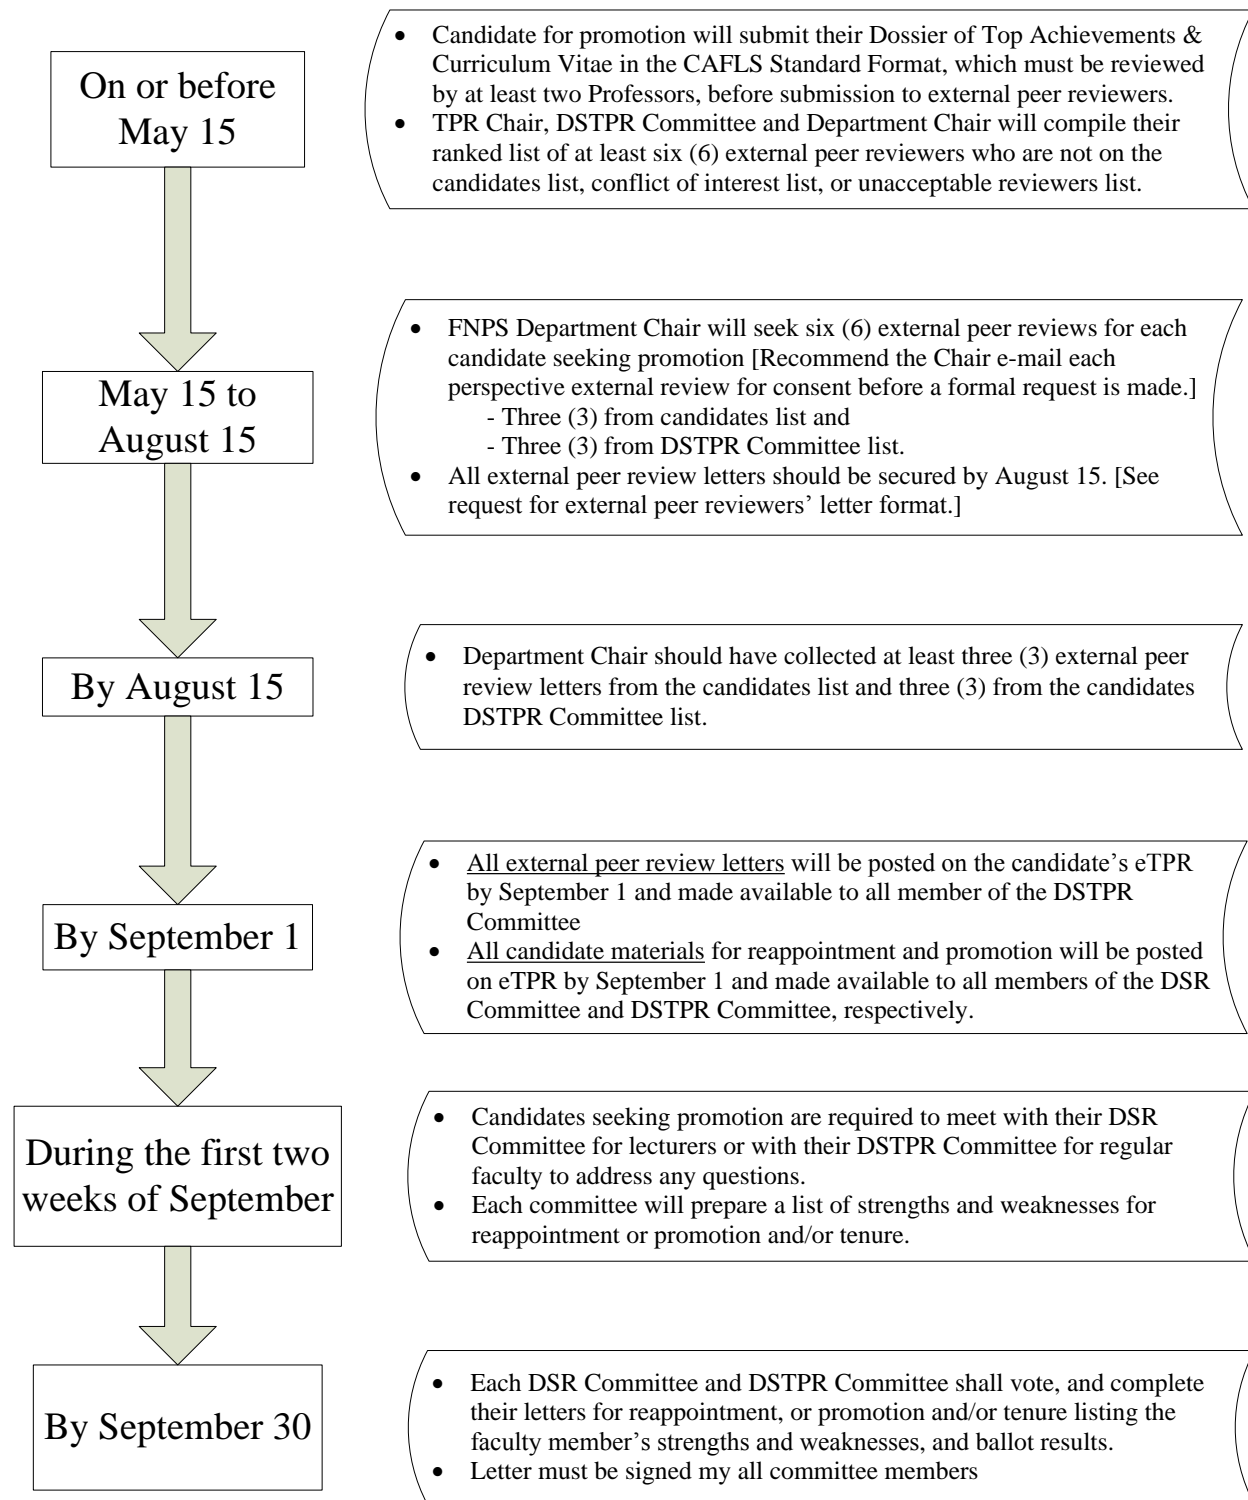 On or before
May 15
• Candidate for promotion will submit their Dossier of Top Achievements &
Curriculum Vitae in the CAFLS Standard Format, which must be reviewed
by at least two Professors, before submission to external peer reviewers.
• TPR Chair, DSTPR Committee and Department Chair will compile their
ranked list of at least six (6) external peer reviewers who are not on the
candidates list, conflict of interest list, or unacceptable reviewers list.
May 15 to
August 15
• FNPS Department Chair will seek six (6) external peer reviews for each
candidate seeking promotion [Recommend the Chair e-mail each
perspective external review for consent before a formal request is made.]
- Three (3) from candidates list and
- Three (3) from DSTPR Committee list.
• All external peer review letters should be secured by August 15. [See
request for external peer reviewers’ letter format.]
By August 15
• Department Chair should have collected at least three (3) external peer
review letters from the candidates list and three (3) from the candidates
DSTPR Committee list.
By September 1
• All external peer review letters will be posted on the candidate’s eTPR
by September 1 and made available to all member of the DSTPR
Committee
• All candidate materials for reappointment and promotion will be posted
on eTPR by September 1 and made available to all members of the DSR
Committee and DSTPR Committee, respectively.
During the first two
weeks of September
• Candidates seeking promotion are required to meet with their DSR
Committee for lecturers or with their DSTPR Committee for regular
faculty to address any questions.
• Each committee will prepare a list of strengths and weaknesses for
reappointment or promotion and/or tenure.
By September 30
• Each DSR Committee and DSTPR Committee shall vote, and complete
their letters for reappointment, or promotion and/or tenure listing the
faculty member’s strengths and weaknesses, and ballot results.
• Letter must be signed my all committee members